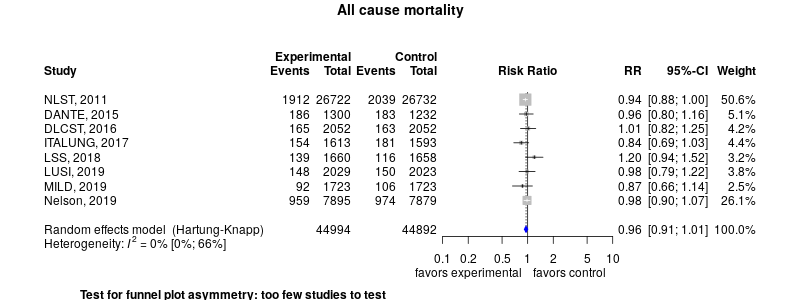 All cause mortality
Experimental Control
Study Events Total Events Total Risk Ratio RR 95%-CI Weight
NLST, 2011 1912 26722 2039 26732 0.94 [0.88; 1.00] 50.6%
DANTE, 2015 186 1300 183 1232 0.96 [0.80; 1.16] 5.1%
DLCST, 2016 165 2052 163 2052 1.01 [0.82; 1.25] 4.2%
ITALUNG, 2017 154 1613 181 1593 0.84 [0.69; 1.03] 4.4%
LSS, 2018 139 1660 116 1658 1.20 [0.94; 1.52] 3.2%
LUSI, 2019 148 2029 150 2023 0.98 [0.79; 1.22] 3.8%
MILD, 2019 92 1723 106 1723 0.87 [0.66; 1.14] 2.5%
Nelson, 2019 959 7895 974 7879 0.98 [0.90; 1.07] 26.1%
Random effects model (Hartung-Knapp) 44994 44892 0.96 [0.91; 1.01] 100.0%
Heterogeneity: I² = 0% [0%; 66%]
0.1 0.2 0.5 1 2 5 10
favors experimental favors control
Test for funnel plot asymmetry: too few studies to test